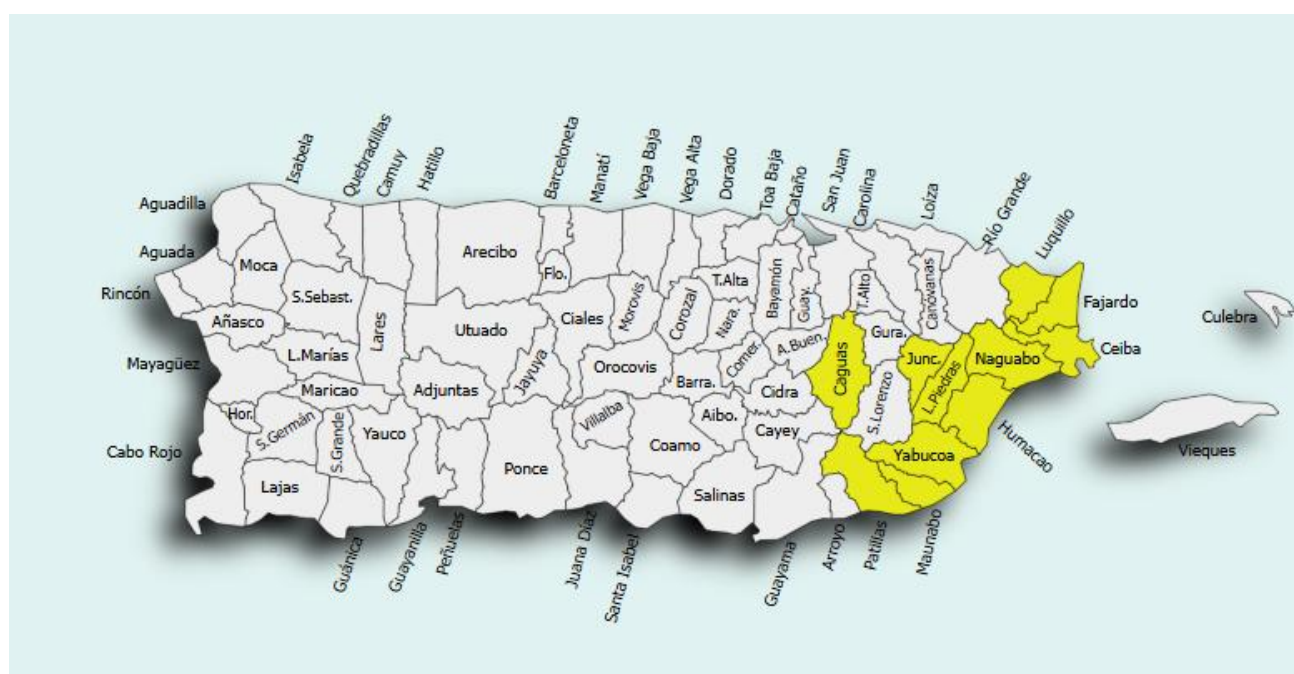 Isabela
Quebradillas
Camuy
Hatillo
Barceloneta
Manatí
Vega Baja
Vega Alta
Dorado
Toa Baja
Cataño
San Juan
Carolina
Loíza
Río Grande
Luquillo
Aguadilla
Aguada
Rincón
Mayagüez
Cabo Rojo
Moca
Arecibo
Flo.
T.Alta
Bayamón
Guay.
T.Alto
Canóvanas
Fajardo
Culebra
S.Sebast.
Añasco
Lares
Utuado
Ciales
Morovis
Corozal
Nara.
A.Buen.
Gura.
Caguas
Junc.
L.Piedras
Naguabo
Ceiba
L.Marías
Maricao
Adjuntas
Jayuya
Orocovis
Barra.
Comer.
Cidra
S.Lorenzo
Hor.
S.Germán
S.Grande
Yauco
Villalba
Aibo.
Cayey
Coamo
Yabucoa
Humacao
Vieques
Lajas
Ponce
Salinas
Guánica
Guayanilla
Peñuelas
Juana Díaz
Santa Isabel
Guayama
Arroyo
Patillas
Maunabo